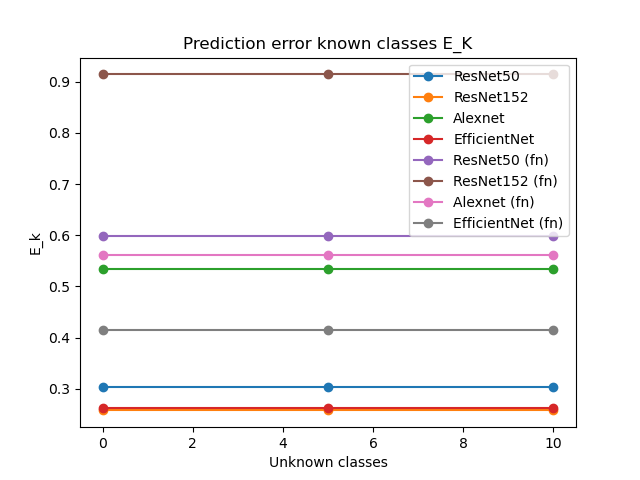 Prediction error known classes E_K
ResNet50
ResNet152
Alexnet
EfficientNet
ResNet50 (fn)
ResNet152 (fn)
Alexnet (fn)
EfficientNet (fn)
E_k
0.9
0.8
0.7
0.6
0.5
0.4
0.3
0
2
4
6
8
10
Unknown classes